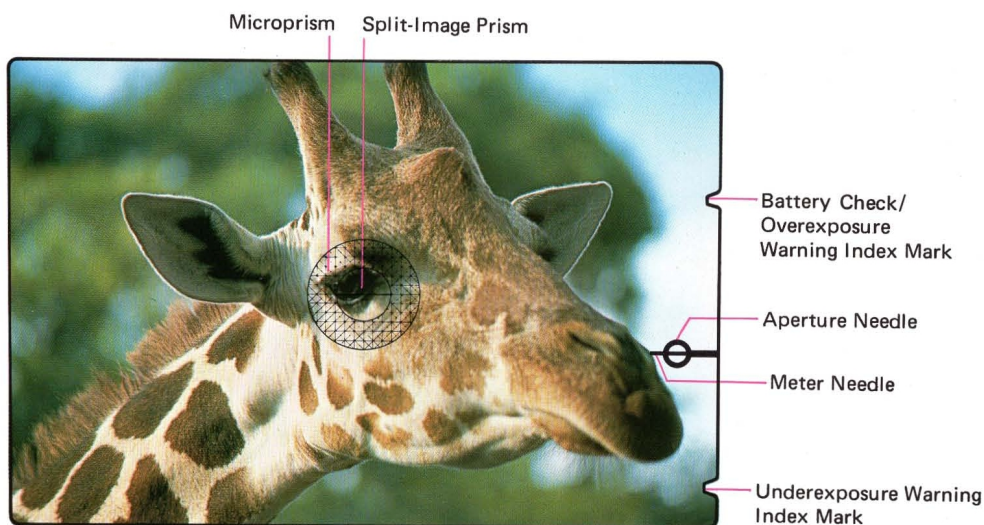 Microprism
Split-Image Prism
Battery Check/
Overexposure
Warning Index Mark
Aperture Needle
Meter Needle
Underexposure Warning
Index Mark